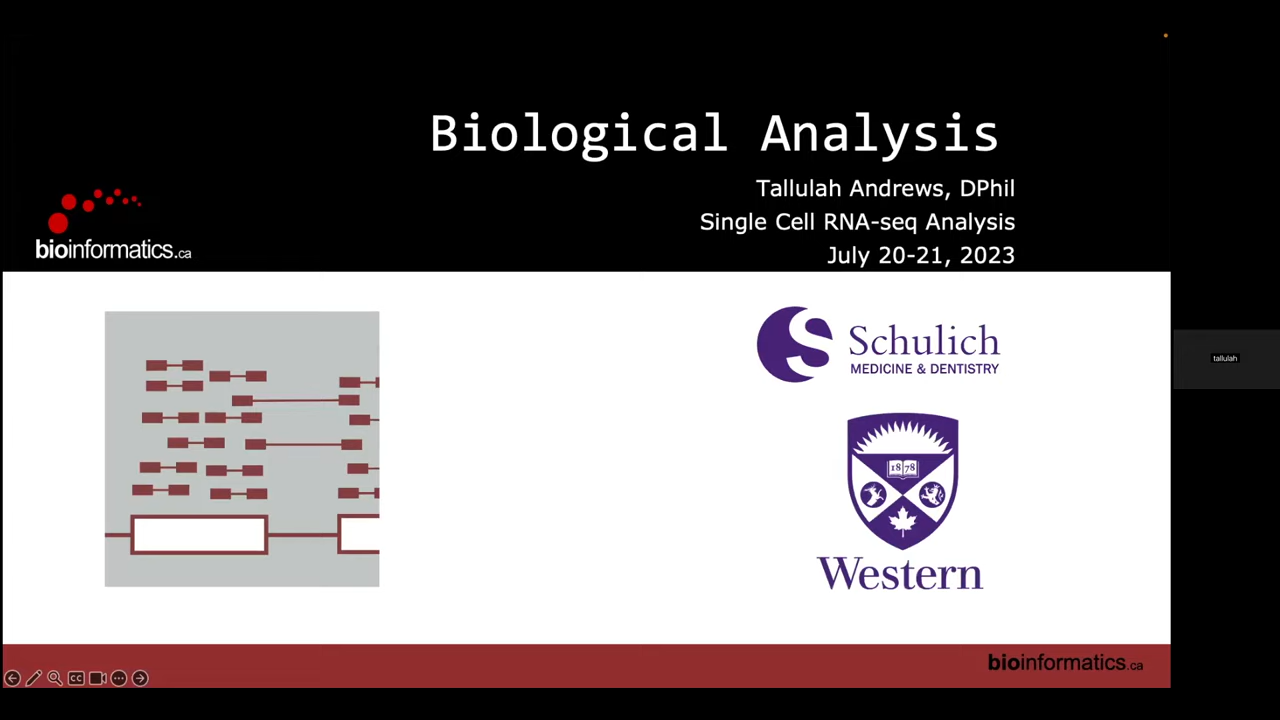 Biological Analysis
Tallulah Andrews, DPhil
Single Cell RNA-seq Analysis
July 20-21, 2023
bioinformatics.ca
Schulich
MEDICINE & DENTISTRY
tallulah
1878
Western
bioinformatics.ca
CC